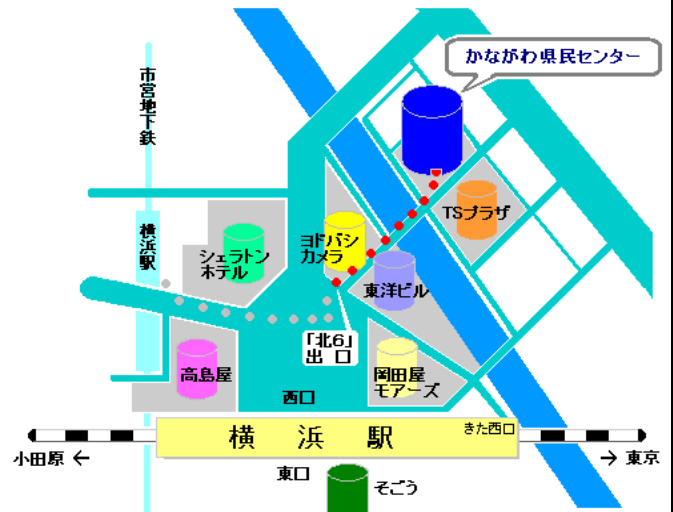 かながわ県民センター
市営地下鉄
横浜駅
TSプラザ
ヨドバシ
カメラ
シェラトン
ホテル
東洋ビル
「北6」
出 口
高島屋
岡田屋
モアーズ
西口
きた西口
横 浜 駅
小田原 ←
→ 東京
東口
そごう